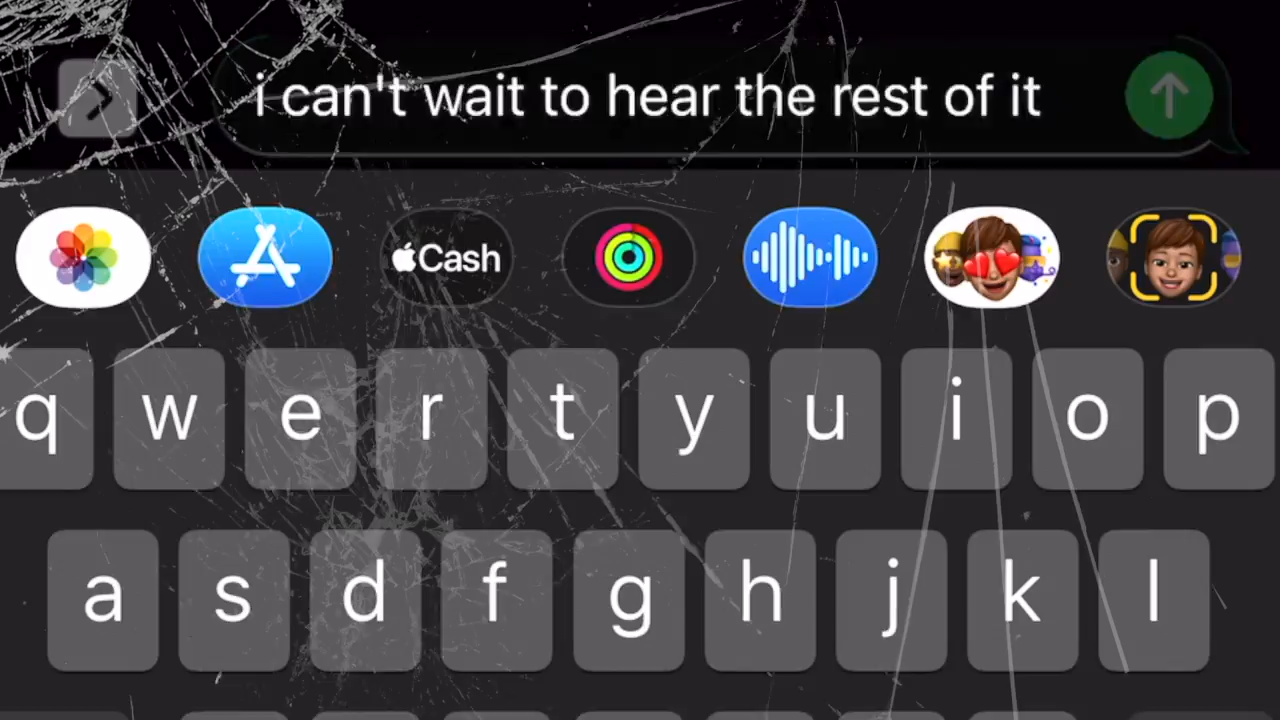 i can't wait to hear the rest of it
Cash
q w e r t y u i o p
a s d f g h j k l